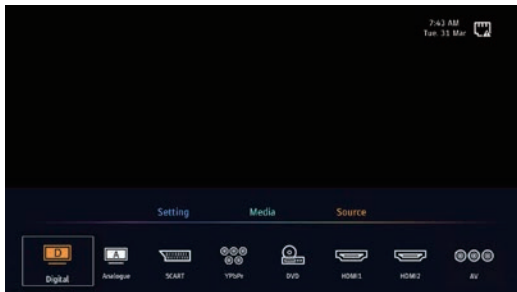 7:43 AM
Tue 31 Mar
Setting Media Source
D A
Digital Analogue SCART YPbPr DVD HDMI1 HDMI2 AV